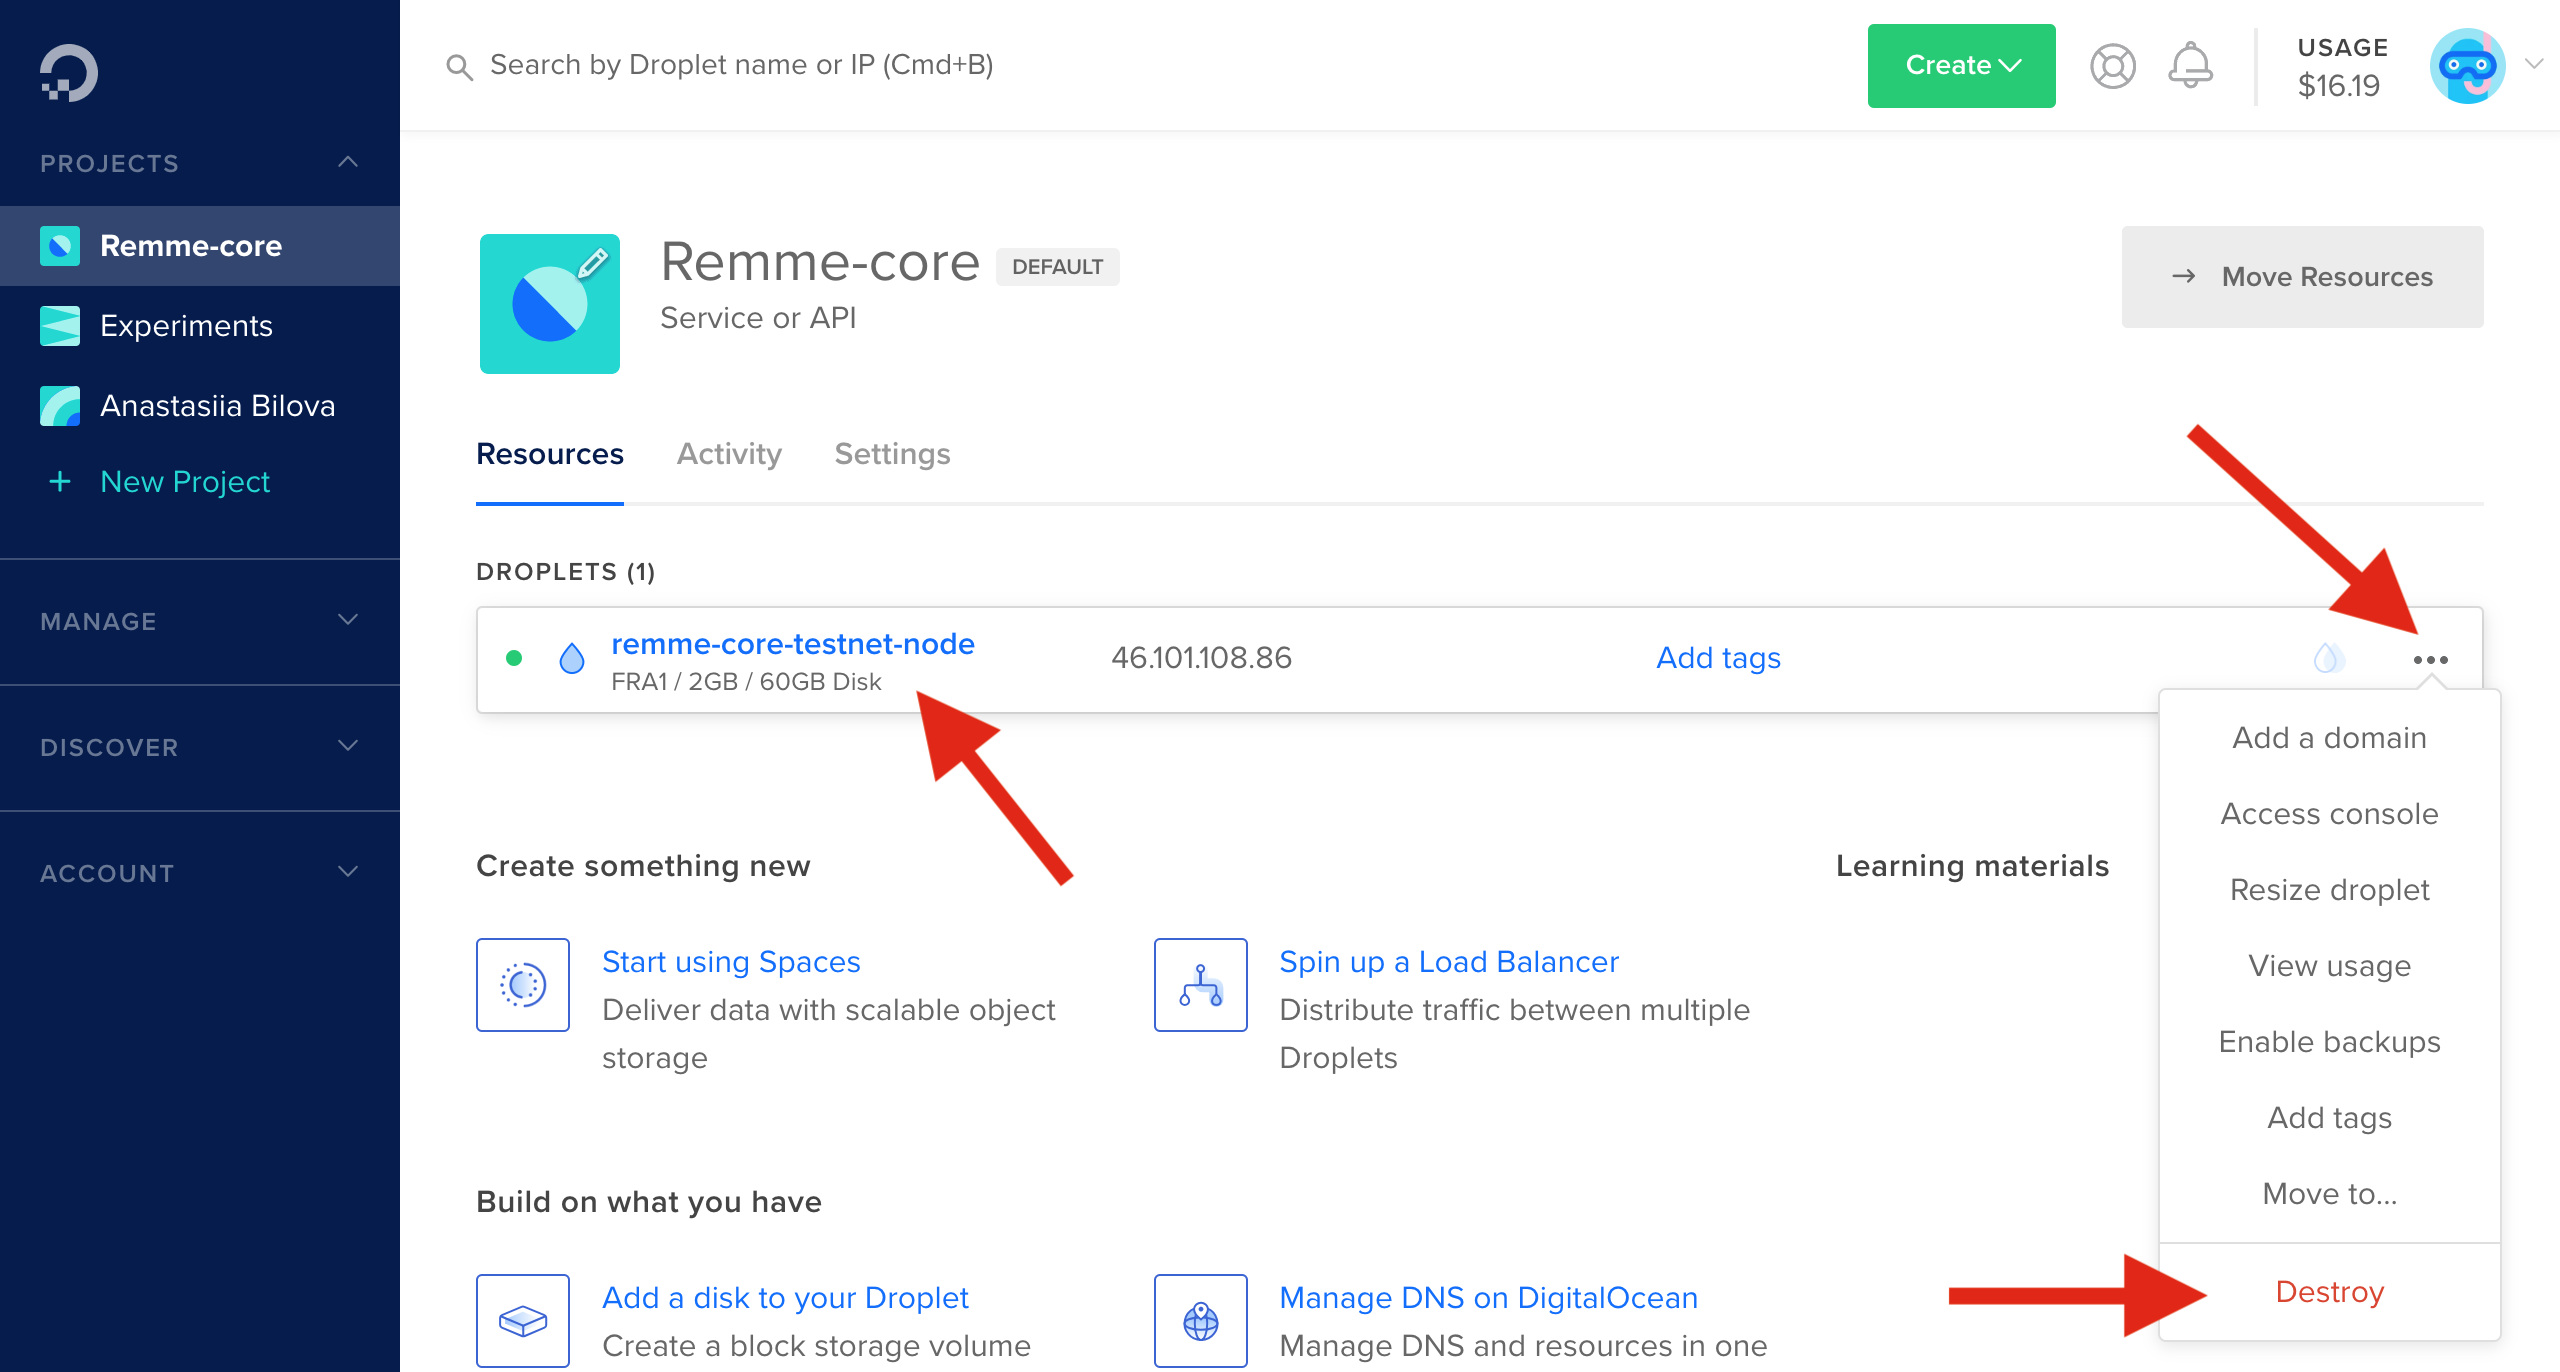 Search by Droplet name or IP (Cmd+B)
Create
USAGE
$16.19
PROJECTS
Remme-core
Experiments
Anastasiia Bilova
+ New Project
MANAGE
DISCOVER
ACCOUNT
Remme-core DEFAULT
Service or API
→ Move Resources
Resources Activity Settings
DROPLETS (1)
remme-core-testnet-node 46.101.108.86 Add tags
FRA1 / 2GB / 60GB Disk
Add a domain
Access console
Resize droplet
View usage
Enable backups
Add tags
Move to...
Destroy
Create something new
Start using Spaces
Deliver data with scalable object
storage
Spin up a Load Balancer
Distribute traffic between multiple
Droplets
Learning materials
Build on what you have
Add a disk to your Droplet
Create a block storage volume
Manage DNS on DigitalOcean
Manage DNS and resources in one